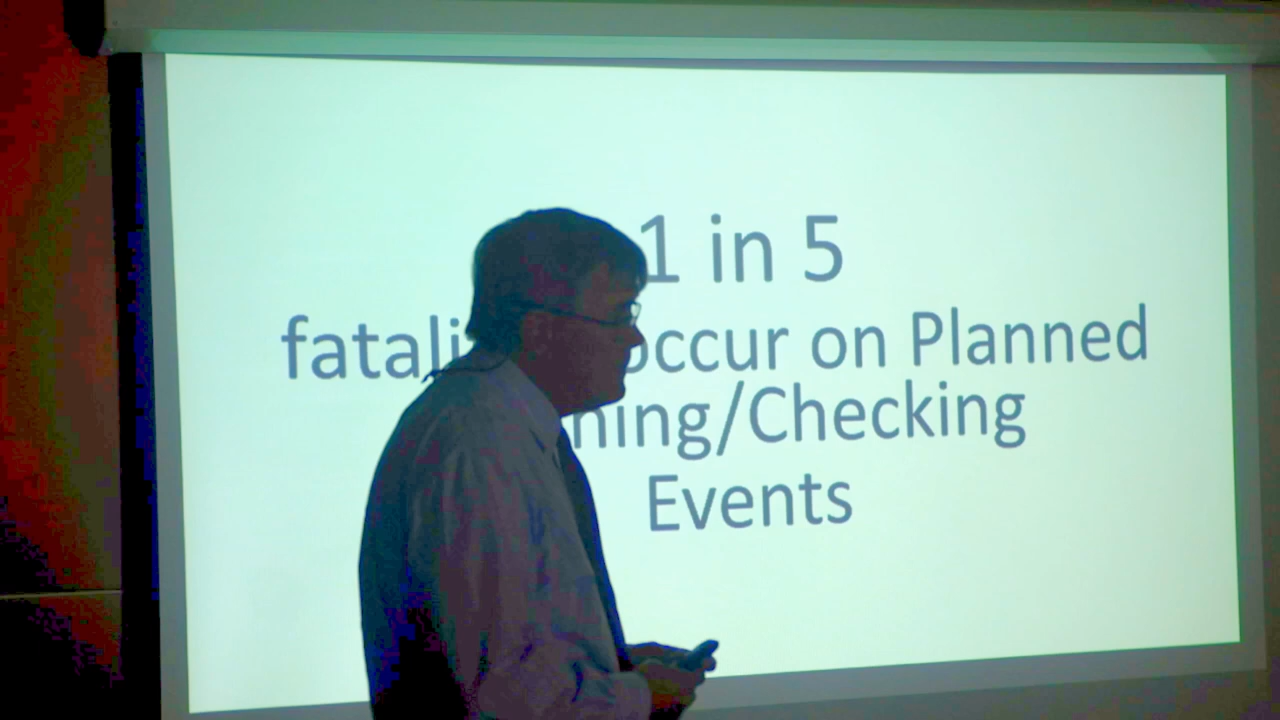 1 in 5
occur on Planned
Checking
Events